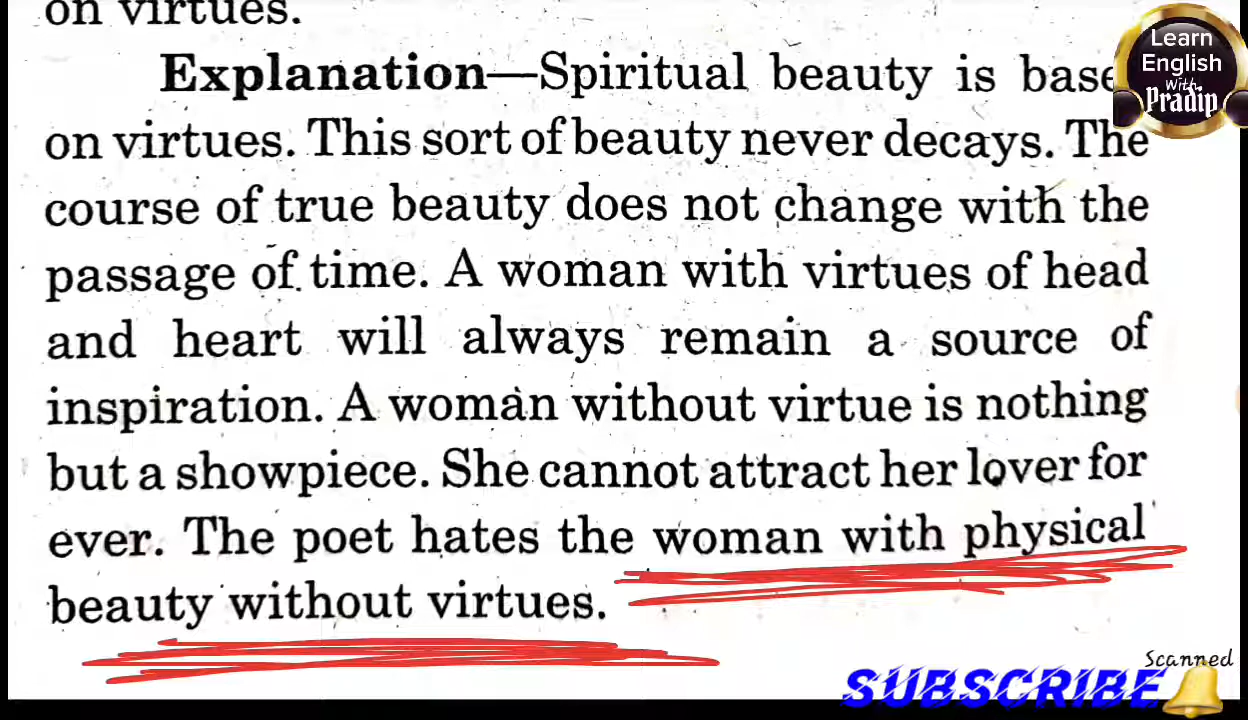 on virtues.
Explanation—Spiritual beauty is base
on virtues. This sort of beauty never decays. The
course of true beauty does not change with the
passage of time. A woman with virtues of head
and heart will always remain a source of
inspiration. A woman without virtue is nothing
but a showpiece. She cannot attract her lover for
ever. The poet hates the woman with physical
beauty without virtues.
Learn
English
With
Pradip
Scanned
SUBSCRIBE